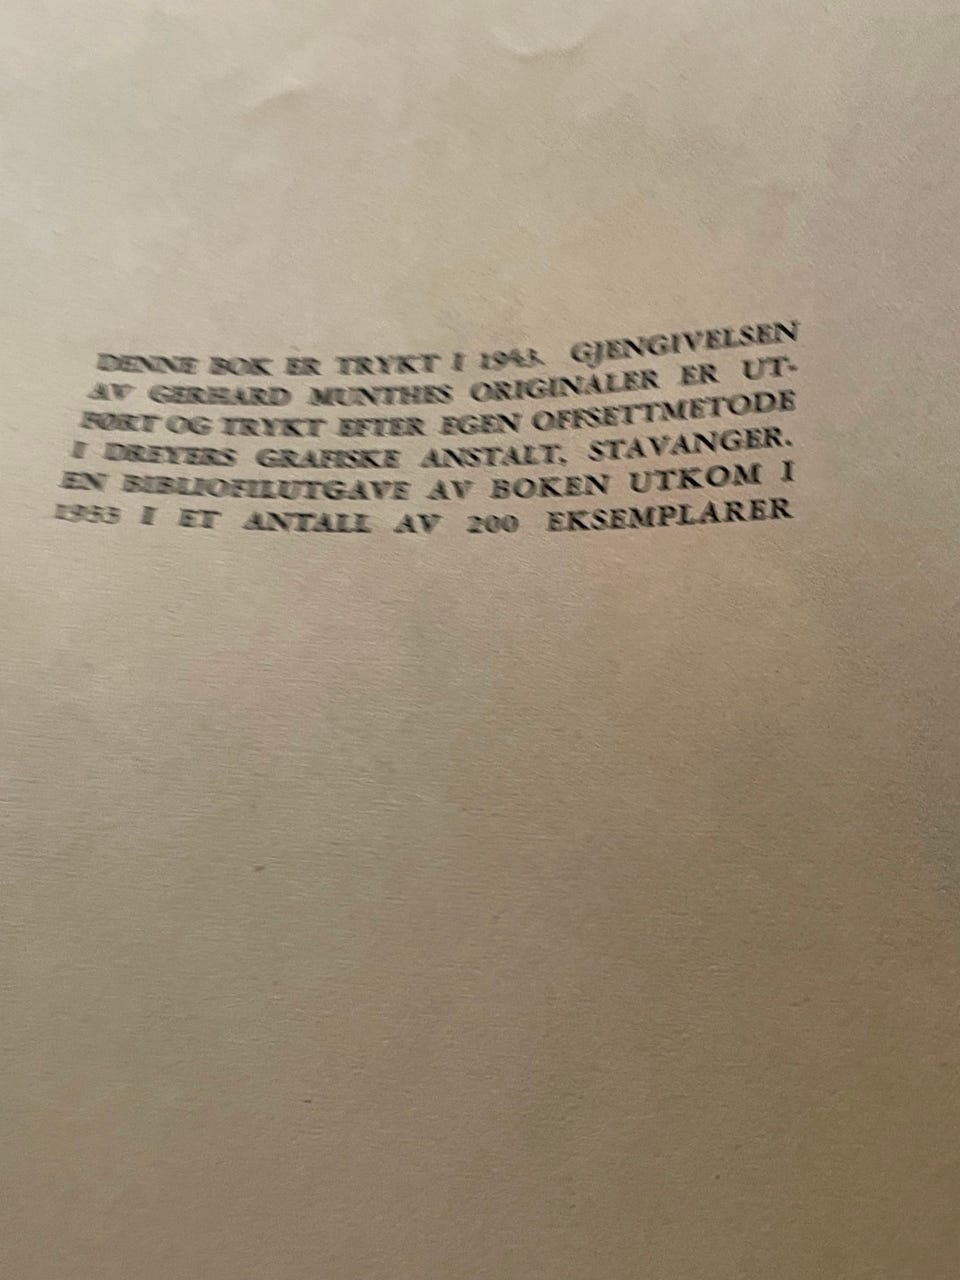 DENNE BOK ER TRYKT I 1943. GJENGIVELSEN
AV GERHARD MUNTHES ORIGINALER ER UT-
FØRT OG TRYKT EFTER EGEN OFFSETTMETODE
I DREYERS GRAFISKE ANSTALT, STAVANGER.
EN BIBLIOFILUTGAVE AV BOKEN UTKOM I
I ET ANTALL AV 200 EKSEMPLARER